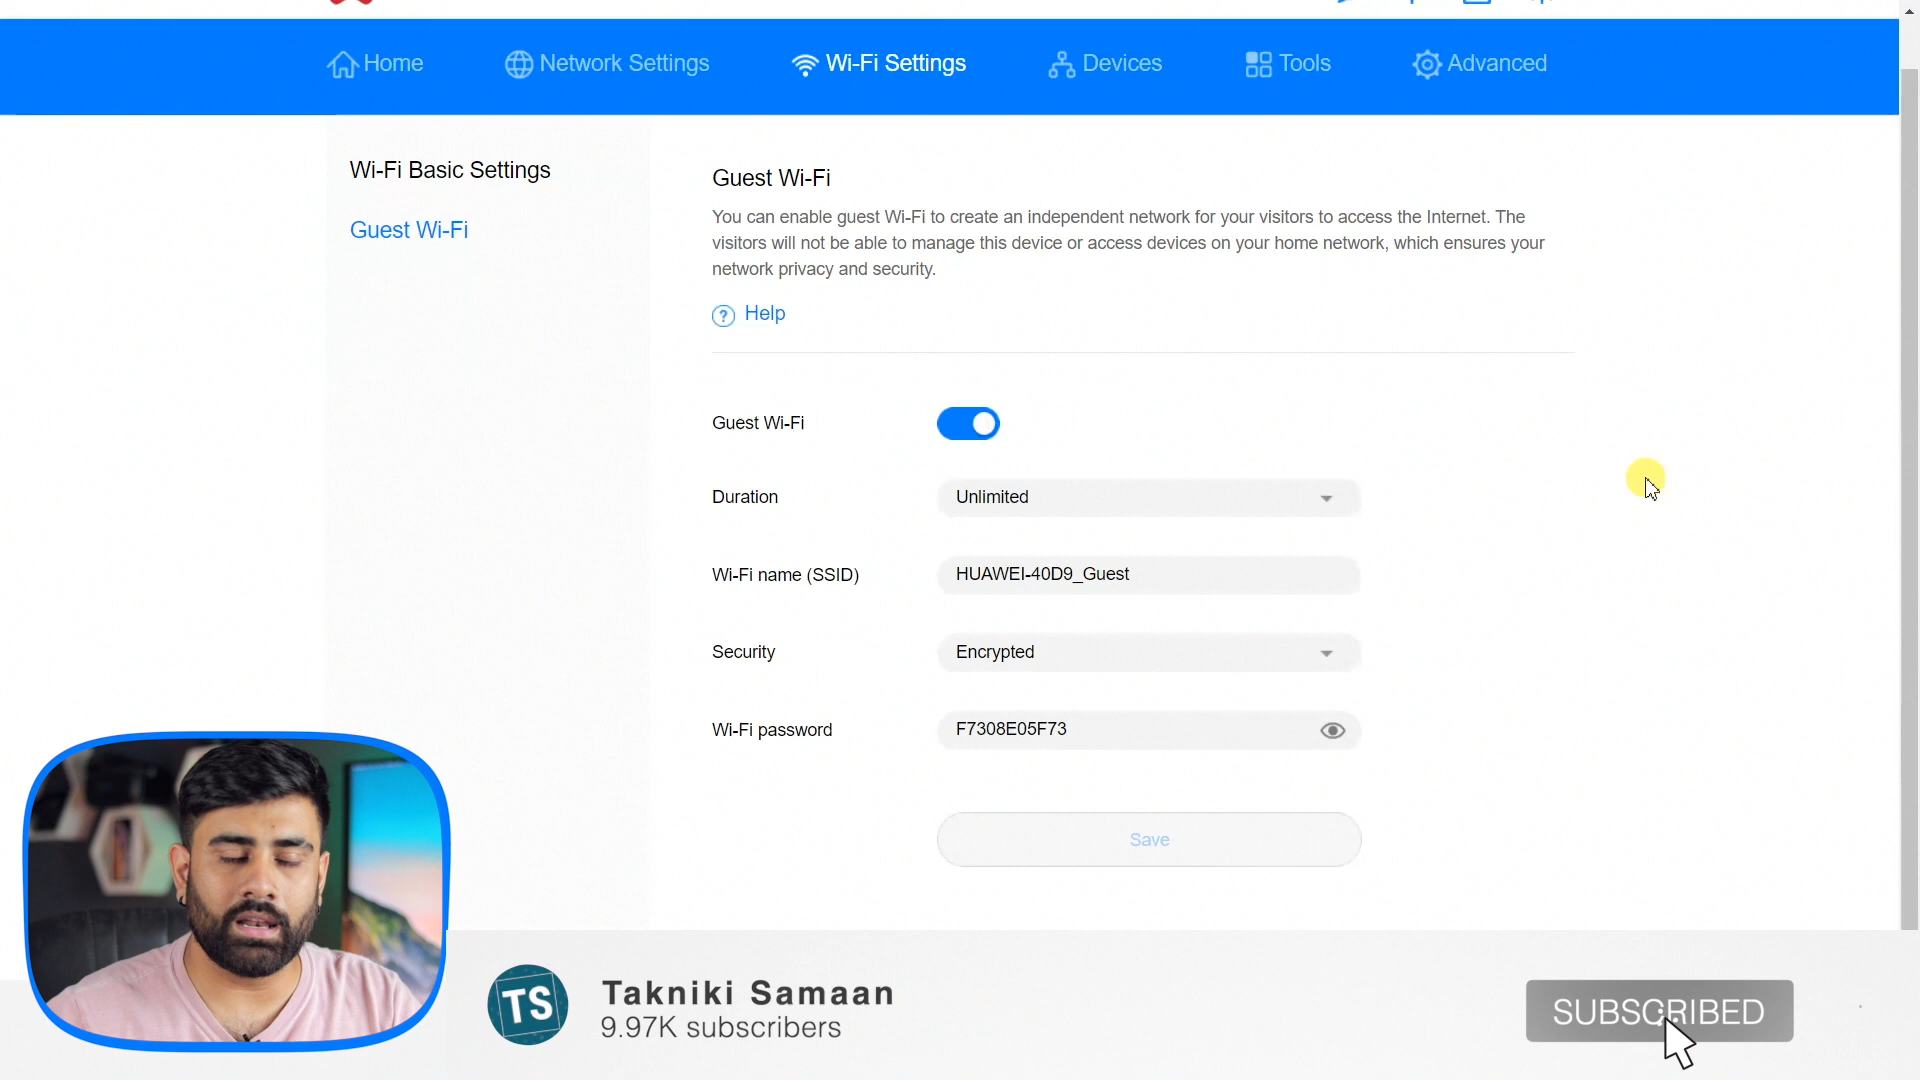 Home
Network Settings
Wi-Fi Settings
Devices
Tools
Advanced
Wi-Fi Basic Settings
Guest Wi-Fi
Guest Wi-Fi
You can enable guest Wi-Fi to create an independent network for your visitors to access the Internet. The
visitors will not be able to manage this device or access devices on your home network, which ensures your
network privacy and security.
? Help
Guest Wi-Fi
Duration
Unlimited
Wi-Fi name (SSID)
HUAWEI-40D9_Guest
Security
Encrypted
Wi-Fi password
F7308E05F73
Save
TS
Takniki Samaan
9.97K subscribers
SUBSCRIBED